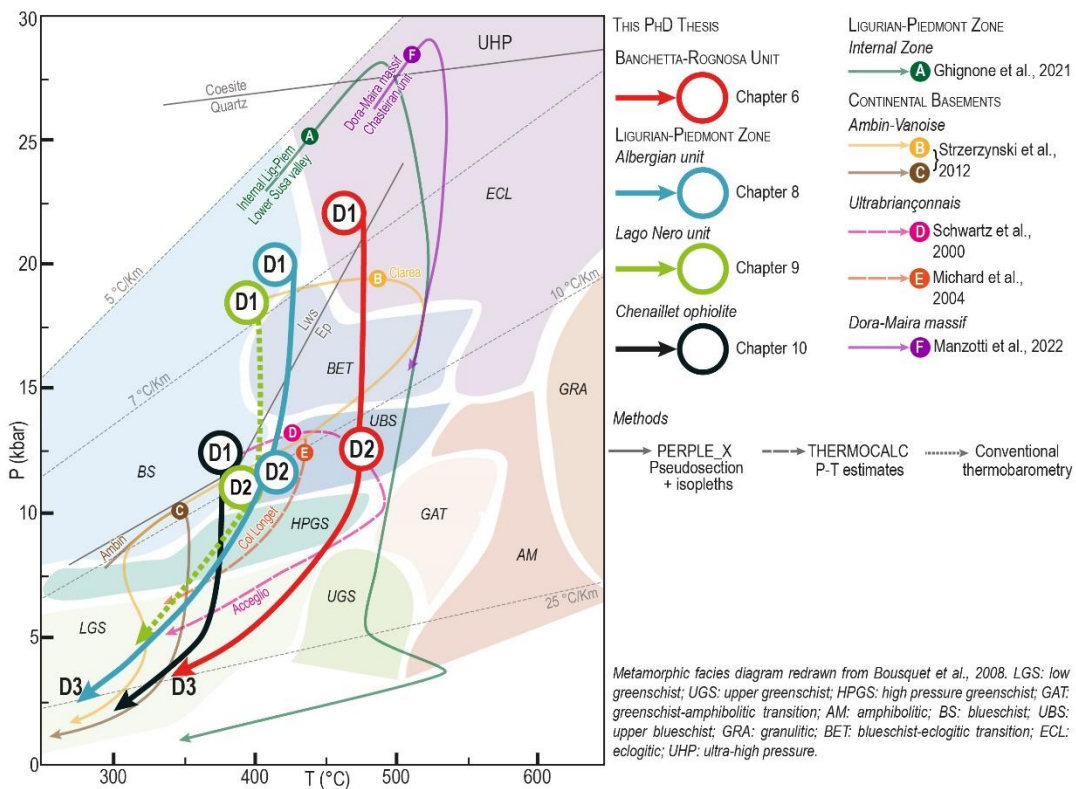 30
25
20
15
10
5
0
P (kbar)
300
400
500
600
T (°C)
UHP
Coesite
Quartz
Dora-Maira massif
Chasteiran unit
F
A
Internal Lig-Piem
Lower Susa valley
ECL
5 °C/Km
7 °C/Km
10 °C/Km
25 °C/Km
D1
D1
D1
B
Clarea
Lws
Ep
BET
GRA
UBS
BS
D1
D
E
D2
D2
D2
C
Ambin
HPGS
Col Longet
GAT
AM
Acceglio
UGS
LGS
D3
D3
This PhD Thesis
Banchetta-Rognosa Unit
Chapter 6
Ligurian-Piedmont Zone
Albergian unit
Chapter 8
Lago Nero unit
Chapter 9
Chenaillet ophiolite
Chapter 10
Ligurian-Piedmont Zone
Internal Zone
A Ghignone et al., 2021
Continental Basements
Ambin-Vanoise
B
C
} Strzerzynski et al.,
2012
Ultrabriançonnais
D Schwartz et al.,
2000
E Michard et al.,
2004
Dora-Maira massif
F Manzotti et al., 2022
Methods
PERPLE_X
Pseudosection
+ isopleths
THERMOCALC
P-T estimates
Conventional
thermobarometry
Metamorphic facies diagram redrawn from Bousquet et al., 2008. LGS: low
greenschist; UGS: upper greenschist; HPGS: high pressure greenschist; GAT:
greenschist-amphibolitic transition; AM: amphibolitic; BS: blueschist; UBS:
upper blueschist; GRA: granulitic; BET: blueschist-eclogitic transition; ECL:
eclogitic; UHP: ultra-high pressure.